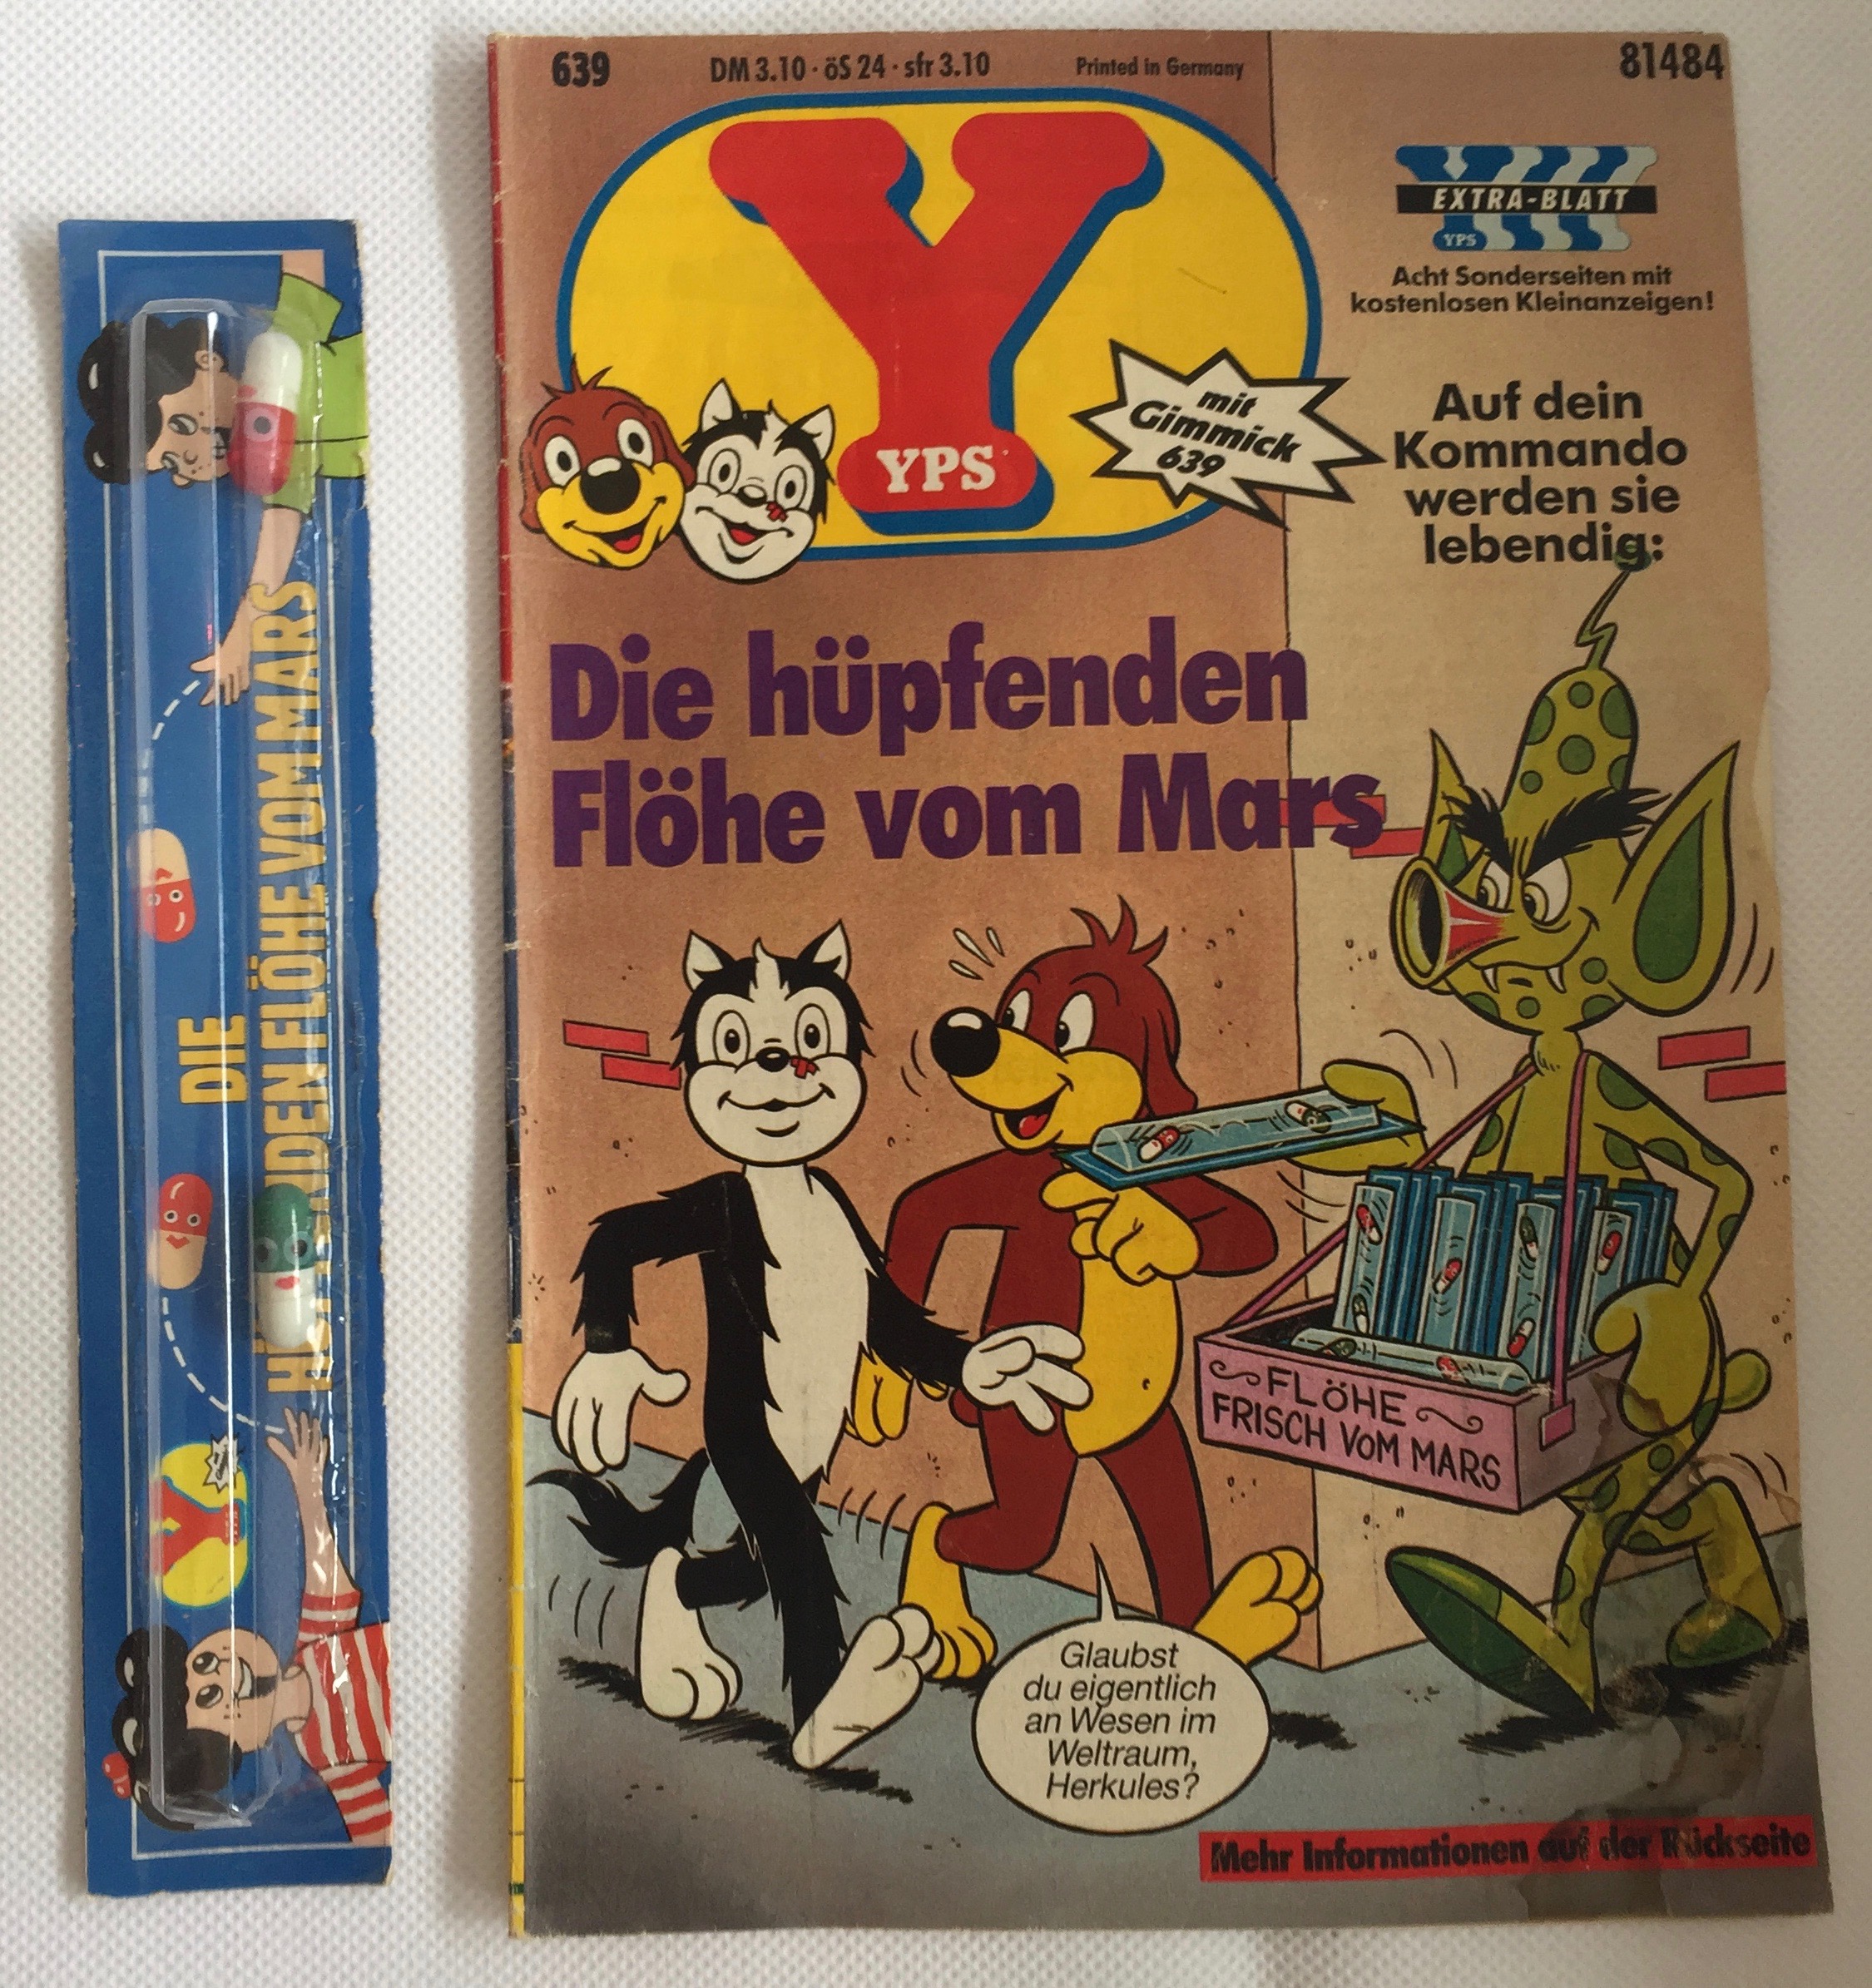 DIE
HÜPFENDEN FLÖHE VOM MARS
639
DM 3.10 · öS 24 · sfr 3.10
Printed in Germany
81484
Y
YPS
EXTRA-BLATT
YPS
Acht Sonderseiten mit
kostenlosen Kleinanzeigen!
mit
Gimmick
639
Auf dein
Kommando
werden sie
lebendig:
Die hüpfenden
Flöhe vom Mars
FLÖHE
FRISCH VOM MARS
Glaubst
du eigentlich
an Wesen im
Weltraum,
Herkules?
Mehr Informationen auf der Rückseite